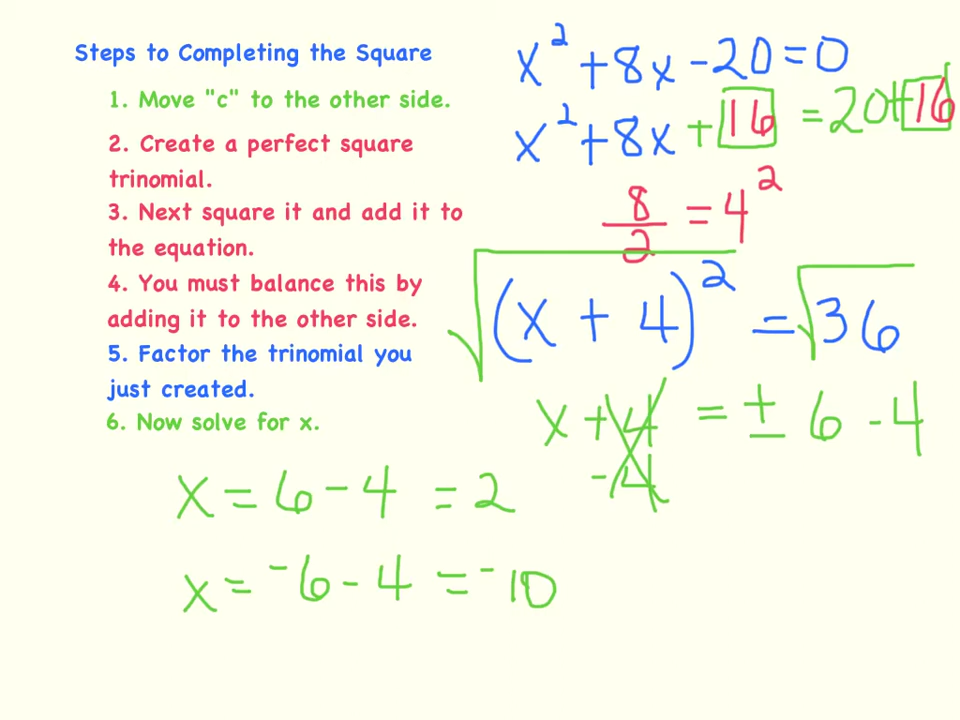 Steps to Completing the Square
1. Move "c" to the other side.
2. Create a perfect square
trinomial.
3. Next square it and add it to
the equation.
4. You must balance this by
adding it to the other side.
5. Factor the trinomial you
just created.
6. Now solve for x.
x² + 8x - 20 = 0
x² + 8x + 16 = 20 + 16
8/2 = 4²
√(x + 4)² = √36
x + 4 = ± 6 - 4
- 4
x = 6 - 4 = 2
x = -6 - 4 = -10